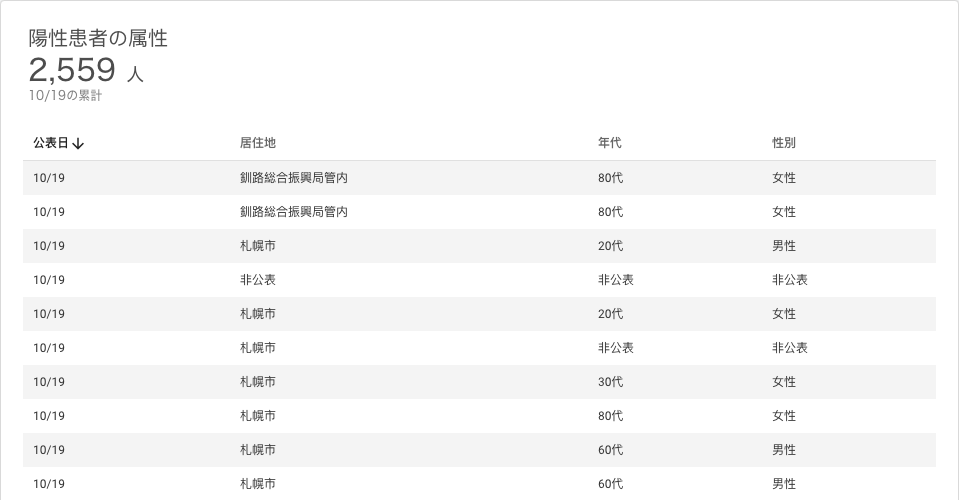 陽性患者の属性
2,559 人
10/19の累計
公表日↓ 居住地 年代 性別
10/19 釧路総合振興局管内 80代 女性
10/19 釧路総合振興局管内 80代 女性
10/19 札幌市 20代 男性
10/19 非公表 非公表 非公表
10/19 札幌市 20代 女性
10/19 札幌市 非公表 非公表
10/19 札幌市 30代 女性
10/19 札幌市 80代 女性
10/19 札幌市 60代 男性
10/19 札幌市 60代 男性